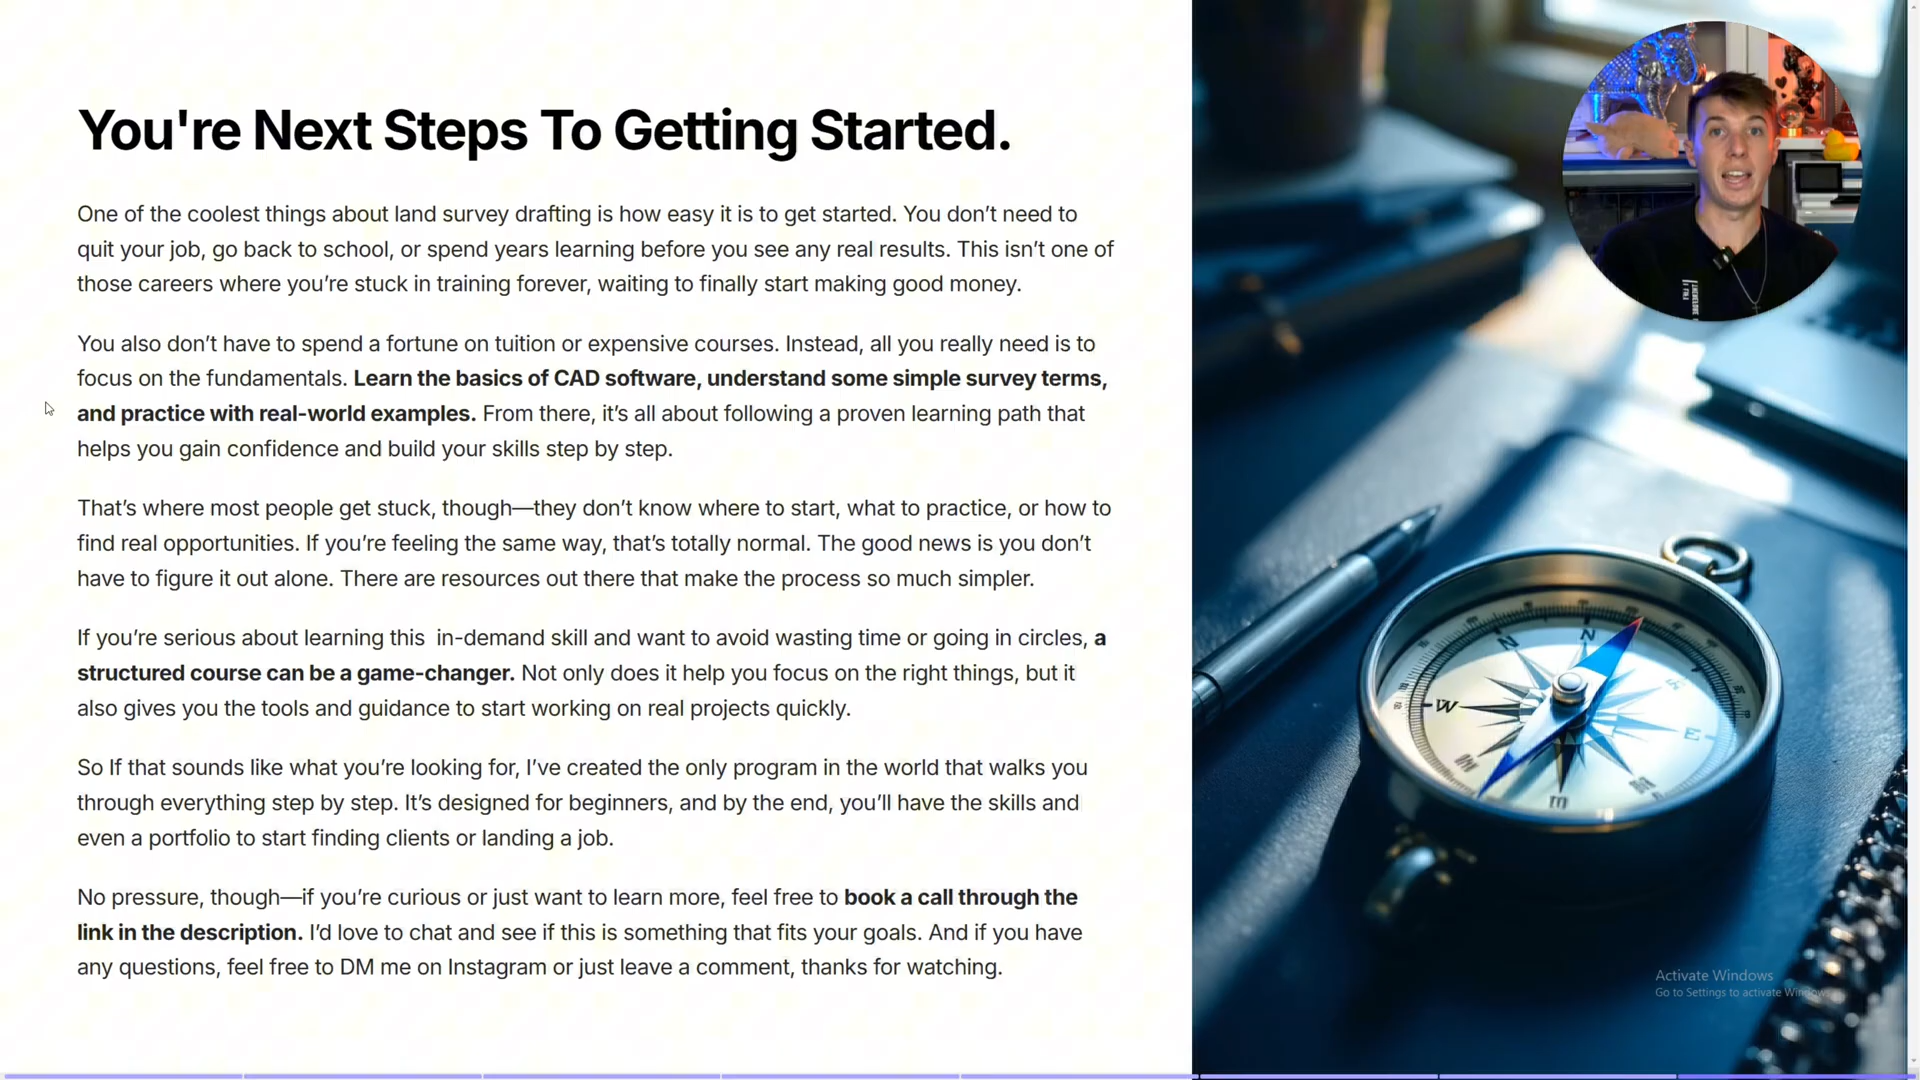 You're Next Steps To Getting Started.
One of the coolest things about land survey drafting is how easy it is to get started. You don’t need to
quit your job, go back to school, or spend years learning before you see any real results. This isn’t one of
those careers where you’re stuck in training forever, waiting to finally start making good money.
You also don’t have to spend a fortune on tuition or expensive courses. Instead, all you really need is to
focus on the fundamentals. Learn the basics of CAD software, understand some simple survey terms,
and practice with real-world examples. From there, it’s all about following a proven learning path that
helps you gain confidence and build your skills step by step.
That’s where most people get stuck, though—they don’t know where to start, what to practice, or how to
find real opportunities. If you’re feeling the same way, that’s totally normal. The good news is you don’t
have to figure it out alone. There are resources out there that make the process so much simpler.
If you’re serious about learning this  in-demand skill and want to avoid wasting time or going in circles, a
structured course can be a game-changer. Not only does it help you focus on the right things, but it
also gives you the tools and guidance to start working on real projects quickly.
So If that sounds like what you’re looking for, I’ve created the only program in the world that walks you
through everything step by step. It’s designed for beginners, and by the end, you’ll have the skills and
even a portfolio to start finding clients or landing a job.
No pressure, though—if you’re curious or just want to learn more, feel free to book a call through the
link in the description. I’d love to chat and see if this is something that fits your goals. And if you have
any questions, feel free to DM me on Instagram or just leave a comment, thanks for watching.
N
N
W
E
Activate Windows
Go to Settings to activate Windows.